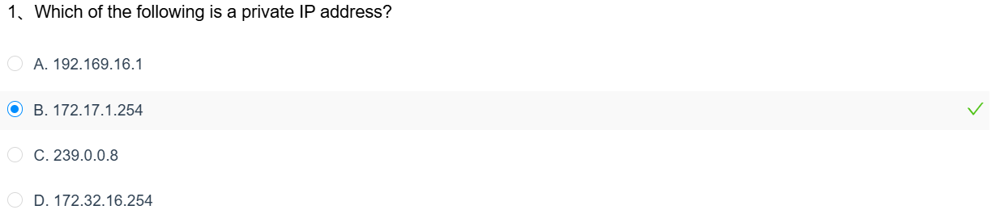 1、Which of the following is a private IP address?
A. 192.169.16.1
B. 172.17.1.254
C. 239.0.0.8
D. 172.32.16.254